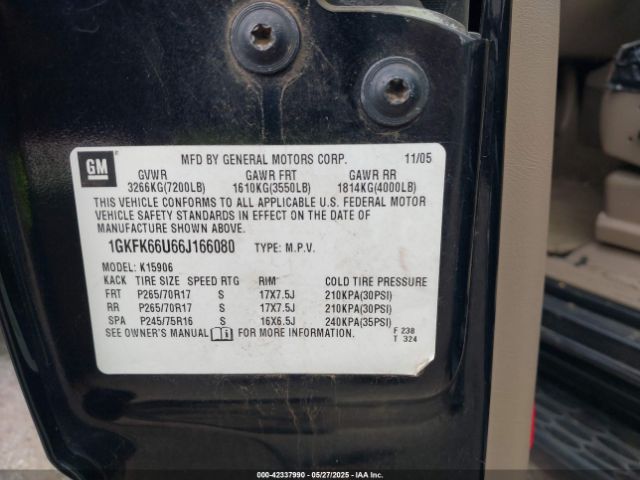 GM MFD BY GENERAL MOTORS CORP. 11/05
GVWR GAWR FRT GAWR RR
3266KG(7200LB) 1610KG(3550LB) 1814KG(4000LB)
THIS VEHICLE CONFORMS TO ALL APPLICABLE U.S. FEDERAL MOTOR
VEHICLE SAFETY STANDARDS IN EFFECT ON THE DATE OF
MANUFACTURE SHOWN ABOVE.
1GKFK66U66J166080 TYPE: M.P.V.
MODEL: K15906
KACK TIRE SIZE SPEED RTG RIM COLD TIRE PRESSURE
FRT P265/70R17 S 17X7.5J 210KPA(30PSI)
RR P265/70R17 S 17X7.5J 210KPA(30PSI)
SPA P245/75R16 S 16X6.5J 240KPA(35PSI)
SEE OWNER'S MANUAL FOR MORE INFORMATION.
F 238
T 324
000-42337990 - 05/27/2025 - IAAI.COM